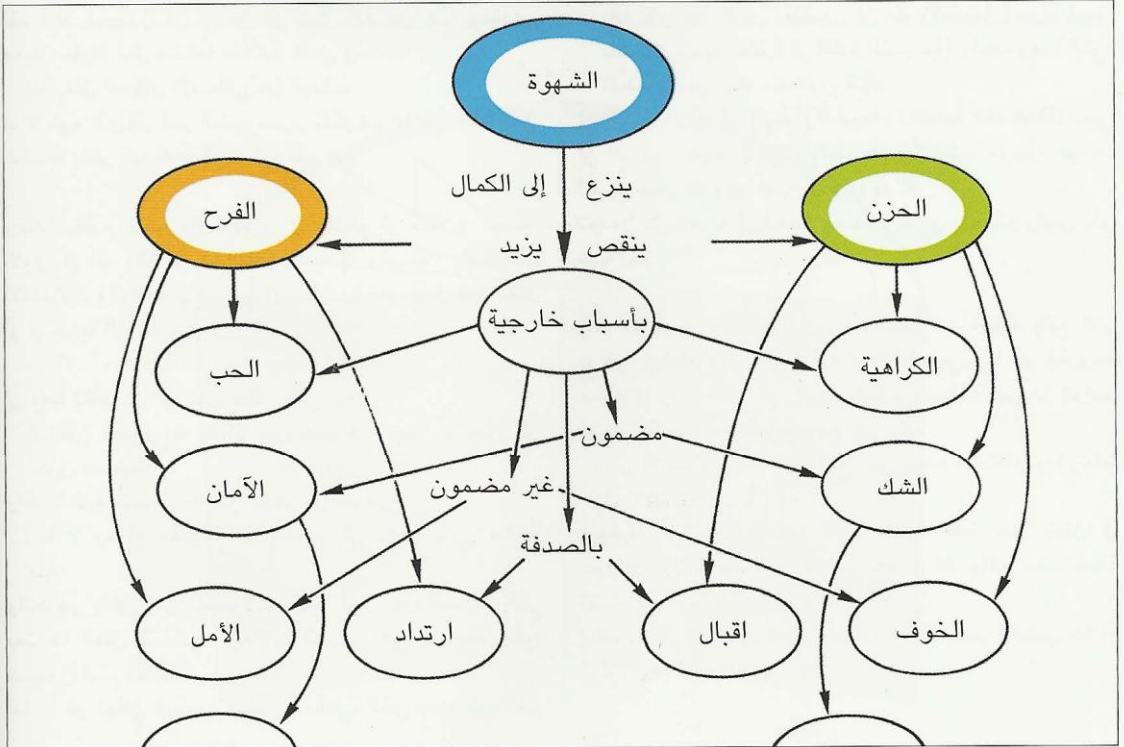 الشهوة
ينزع إلى الكمال
الحزن
الفرح
ينقص يزيد
بأسباب خارجية
الكراهية
الحب
مضمون
الشك
الآمان
غير مضمون
بالصدفة
الخوف
اقبال
ارتداد
الأمل